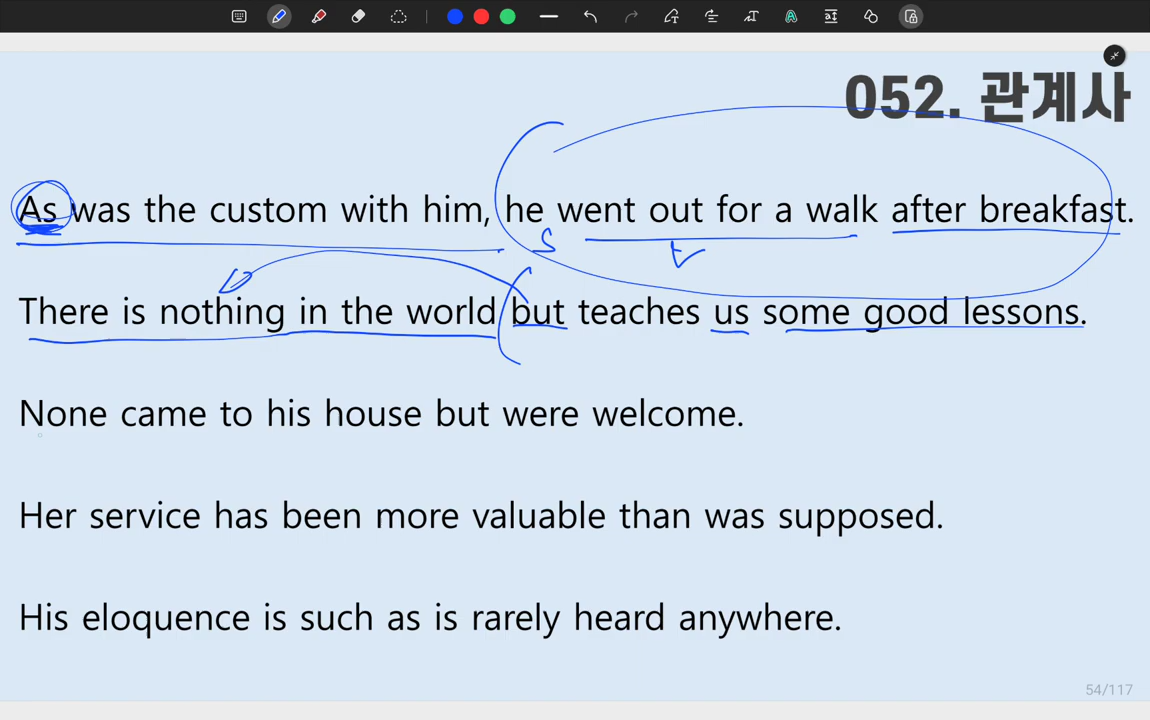 052. 관계사
As was the custom with him, he went out for a walk after breakfast.
S
V
There is nothing in the world but teaches us some good lessons.
None came to his house but were welcome.
Her service has been more valuable than was supposed.
His eloquence is such as is rarely heard anywhere.
54/117